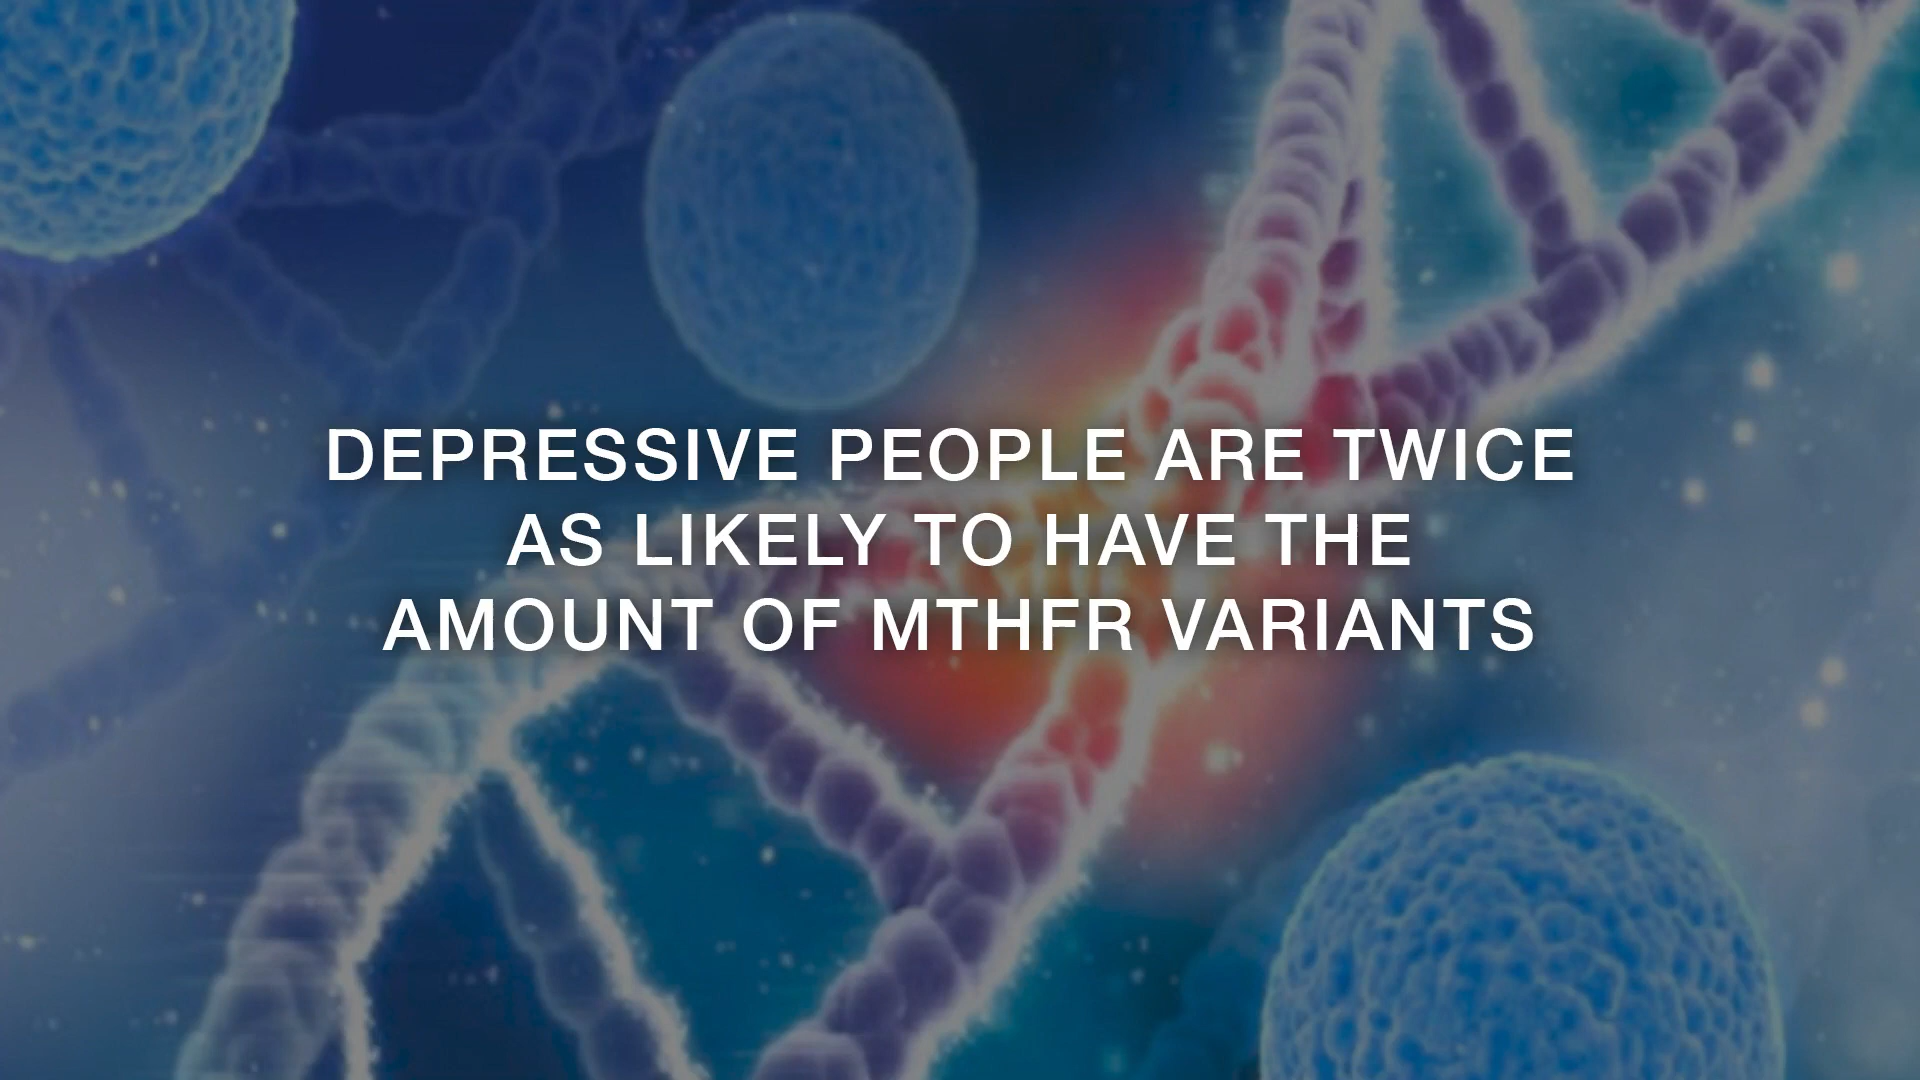 DEPRESSIVE PEOPLE ARE TWICE
AS LIKELY TO HAVE THE
AMOUNT OF MTHFR VARIANTS